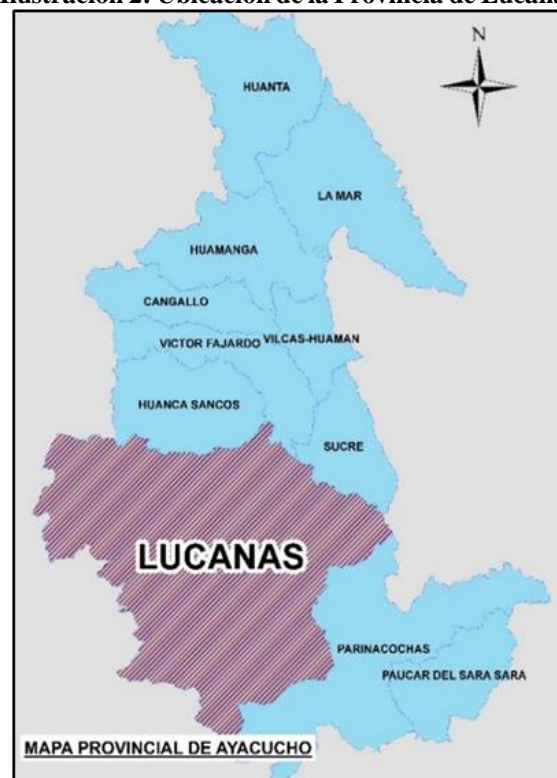 Ilustración 2: Ubicación de la Provincia de Lucana
N
HUANTA
LA MAR
HUAMANGA
CANGALLO
VICTOR FAJARDO
VILCAS-HUAMAN
HUANCA SANCOS
SUCRE
LUCANAS
PARINACOCHAS
PAUCAR DEL SARA SARA
MAPA PROVINCIAL DE AYACUCHO